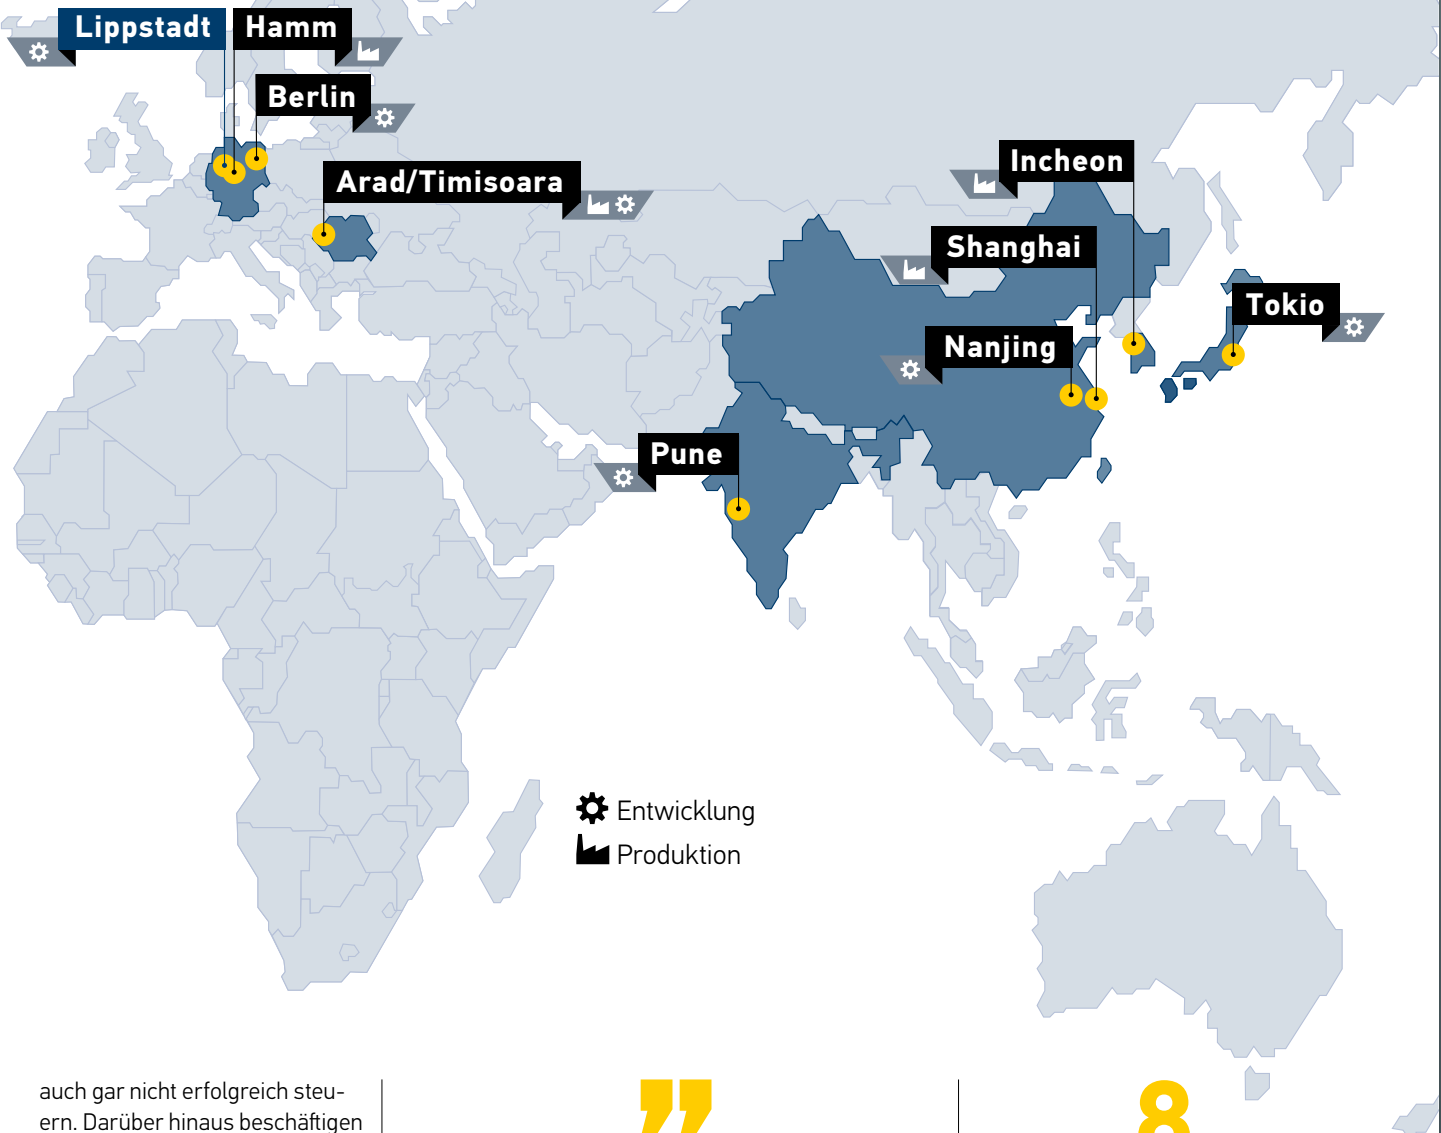 Lippstadt
Hamm
Berlin
Arad/Timisoara
Incheon
Shanghai
Tokio
Nanjing
Pune
Entwicklung
Produktion
auch gar nicht erfolgreich steu-
ern. Darüber hinaus beschäftigen
”
8